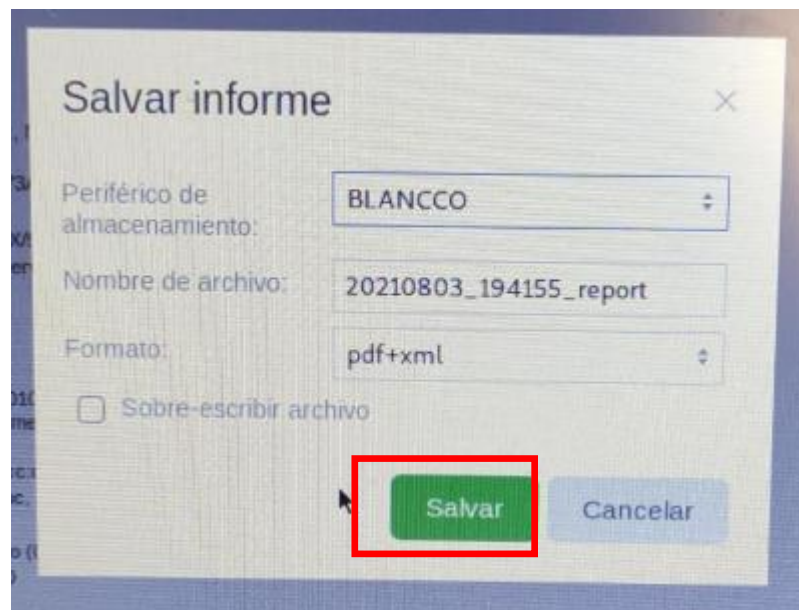 Salvar informe
Periférico de
almacenamiento:
BLANCCO
Nombre de archivo:
20210803_194155_report
Formato:
pdf+xml
Sobre-escribir archivo
Salvar
Cancelar